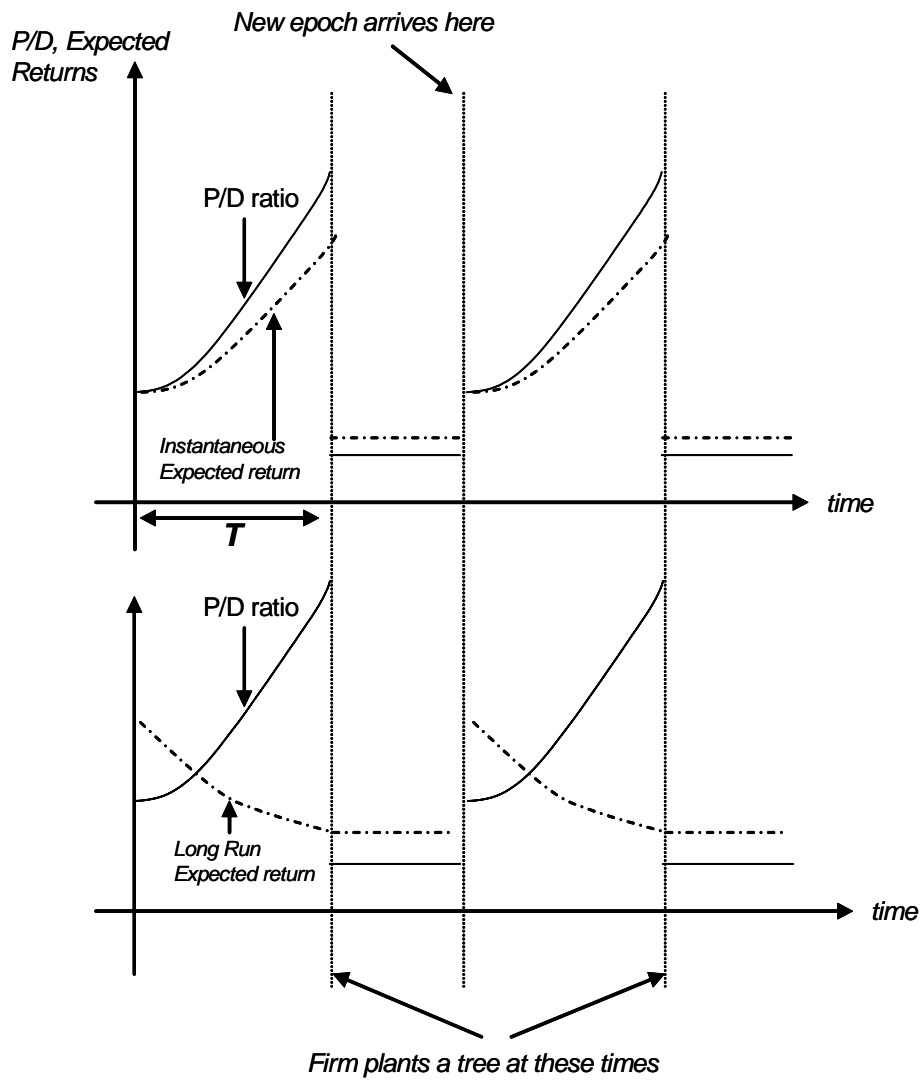 New epoch arrives here
P/D, Expected
Returns
P/D ratio
Instantaneous
Expected return
time
T
P/D ratio
Long Run
Expected return
time
Firm plants a tree at these times